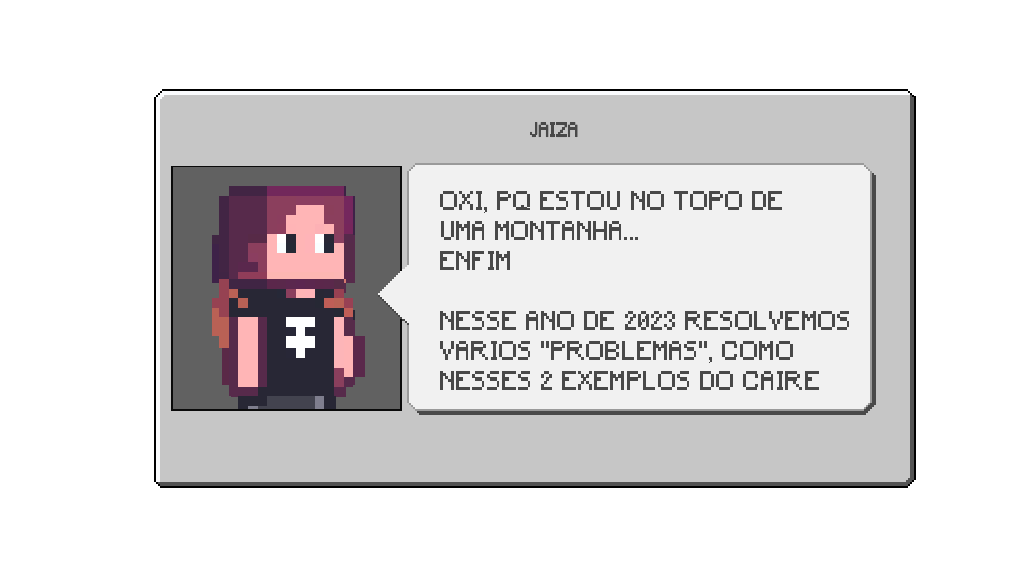 JAIZA
OXI, PQ ESTOU NO TOPO DE
UMA MONTANHA...
ENFIM
NESSE ANO DE 2023 RESOLVEMOS
VARIOS "PROBLEMAS", COMO
NESSES 2 EXEMPLOS DO CAIRE